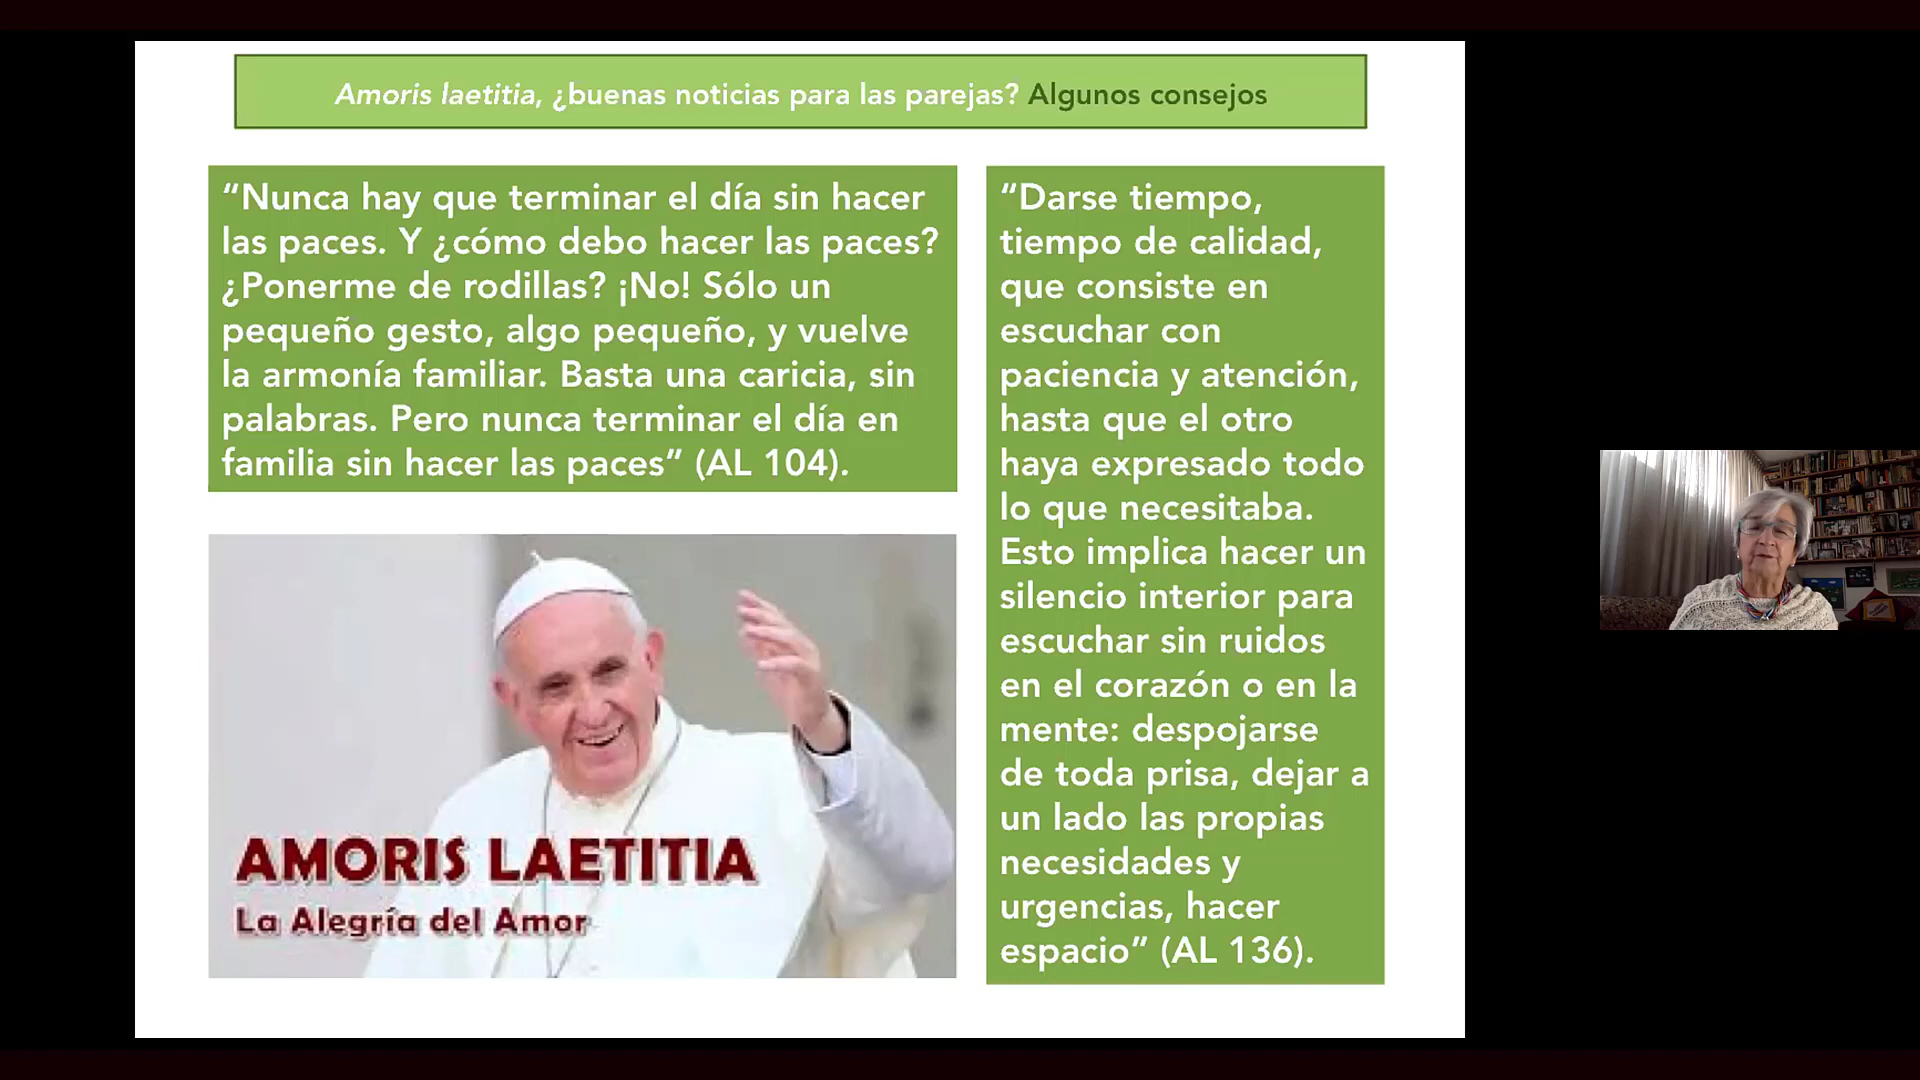 Amoris laetitia, ¿buenas noticias para las parejas? Algunos consejos
“Nunca hay que terminar el día sin hacer
las paces. Y ¿cómo debo hacer las paces?
¿Ponerme de rodillas? ¡No! Sólo un
pequeño gesto, algo pequeño, y vuelve
la armonía familiar. Basta una caricia, sin
palabras. Pero nunca terminar el día en
familia sin hacer las paces” (AL 104).
“Darse tiempo,
tiempo de calidad,
que consiste en
escuchar con
paciencia y atención,
hasta que el otro
haya expresado todo
lo que necesitaba.
Esto implica hacer un
silencio interior para
escuchar sin ruidos
en el corazón o en la
mente: despojarse
de toda prisa, dejar a
un lado las propias
necesidades y
urgencias, hacer
espacio” (AL 136).
AMORIS LAETITIA
La Alegría del Amor